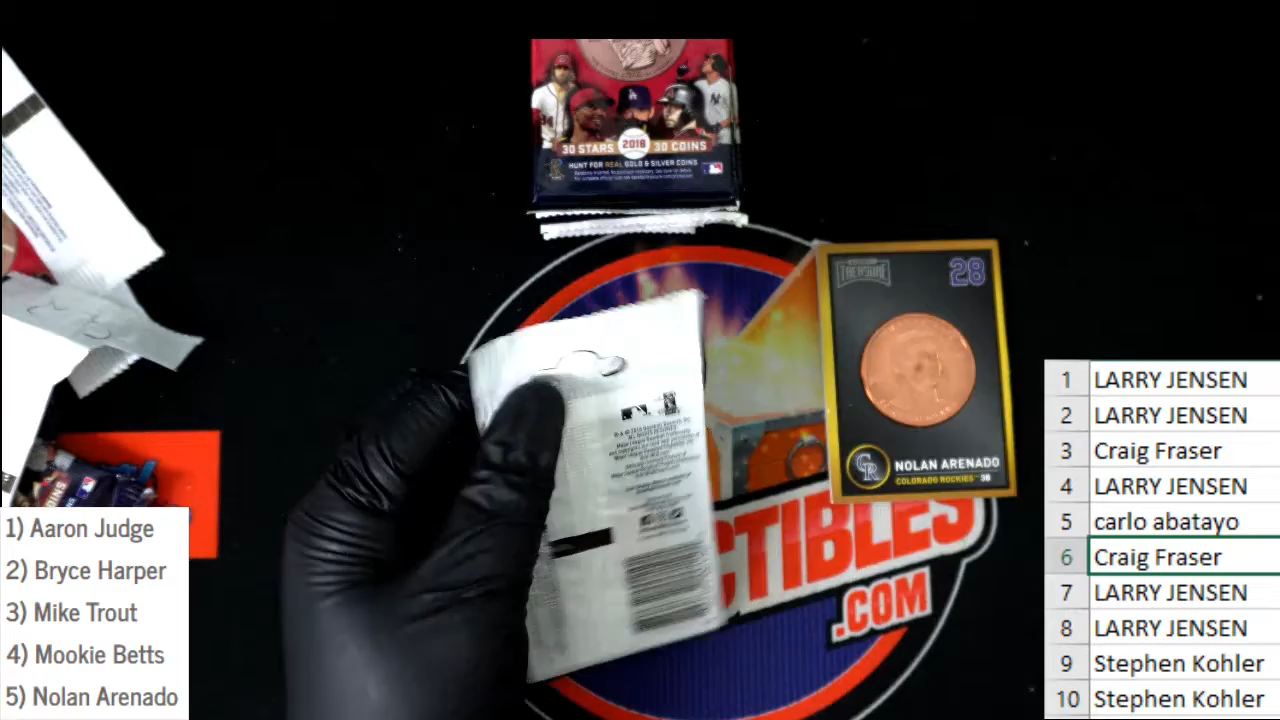 30 STARS 2018 30 COINS
HUNT FOR REAL GOLD & SILVER COINS
TREASURE
28
CR
NOLAN ARENADO
COLORADO ROCKIES 3B
CTIBLES
.COM
1) Aaron Judge
2) Bryce Harper
3) Mike Trout
4) Mookie Betts
5) Nolan Arenado
1 LARRY JENSEN
2 LARRY JENSEN
3 Craig Fraser
4 LARRY JENSEN
5 carlo abatayo
6 Craig Fraser
7 LARRY JENSEN
8 LARRY JENSEN
9 Stephen Kohler
10 Stephen Kohler